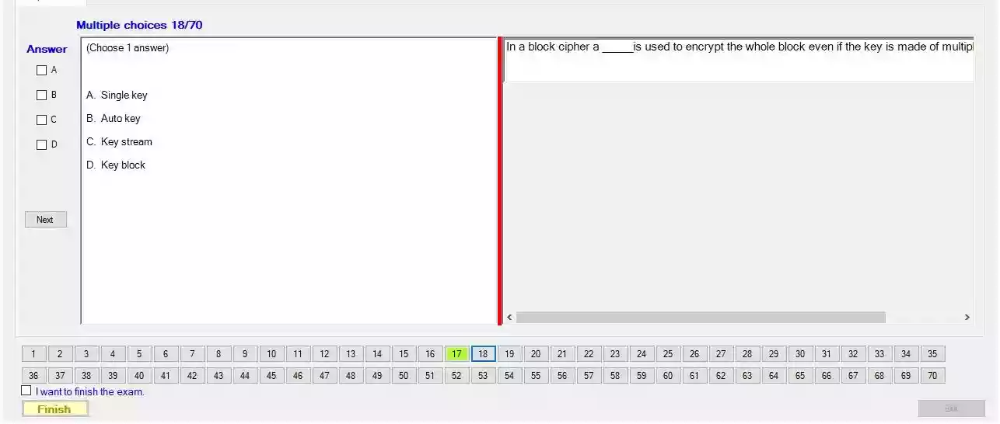 Multiple choices 18/70
Answer
(Choose 1 answer)
In a block cipher a _____is used to encrypt the whole block even if the key is made of multipl
A
B
C
D
A. Single key
B. Auto key
C. Key stream
D. Key block
Next
1 2 3 4 5 6 7 8 9 10 11 12 13 14 15 16 17 18 19 20 21 22 23 24 25 26 27 28 29 30 31 32 33 34 35
36 37 38 39 40 41 42 43 44 45 46 47 48 49 50 51 52 53 54 55 56 57 58 59 60 61 62 63 64 65 66 67 68 69 70
I want to finish the exam.
Finish
Exit